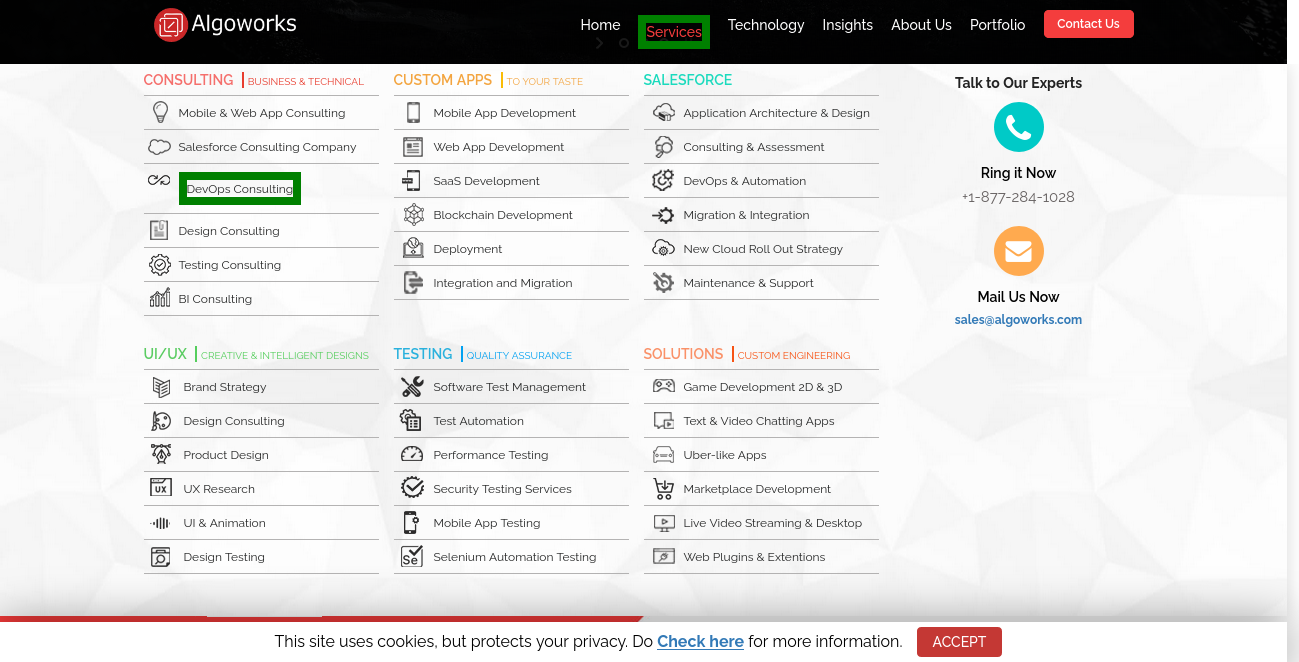 Algoworks Home Services Technology Insights About Us Portfolio Contact Us
CONSULTING BUSINESS & TECHNICAL
Mobile & Web App Consulting
Salesforce Consulting Company
DevOps Consulting
Design Consulting
Testing Consulting
BI Consulting
CUSTOM APPS TO YOUR TASTE
Mobile App Development
Web App Development
SaaS Development
Blockchain Development
Deployment
Integration and Migration
SALESFORCE
Application Architecture & Design
Consulting & Assessment
DevOps & Automation
Migration & Integration
New Cloud Roll Out Strategy
Maintenance & Support
Talk to Our Experts
Ring it Now
+1-877-284-1028
Mail Us Now
sales@algoworks.com
UI/UX CREATIVE & INTELLIGENT DESIGNS
Brand Strategy
Design Consulting
Product Design
UX UX Research
UI & Animation
Design Testing
TESTING QUALITY ASSURANCE
Software Test Management
Test Automation
Performance Testing
Security Testing Services
Mobile App Testing
Se Selenium Automation Testing
SOLUTIONS CUSTOM ENGINEERING
Game Development 2D & 3D
Text & Video Chatting Apps
Uber-like Apps
Marketplace Development
Live Video Streaming & Desktop
Web Plugins & Extentions
This site uses cookies, but protects your privacy. Do Check here for more information. ACCEPT